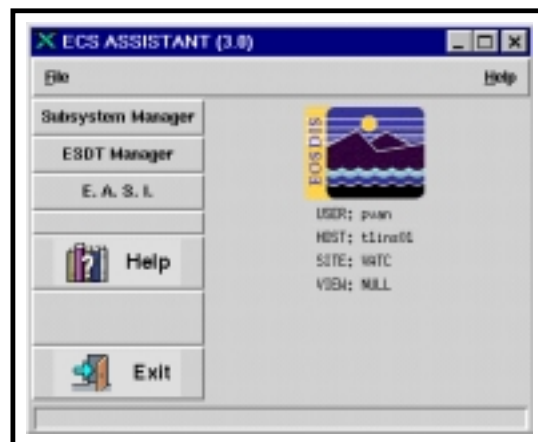 ECS ASSISTANT (3.0)
File Help
Subsystem Manager
ESDT Manager
E. A. S. I.
EOSDIS
USER: pvan
HOST: t1ins01
SITE: VATC
VIEW: NULL
Help
Exit